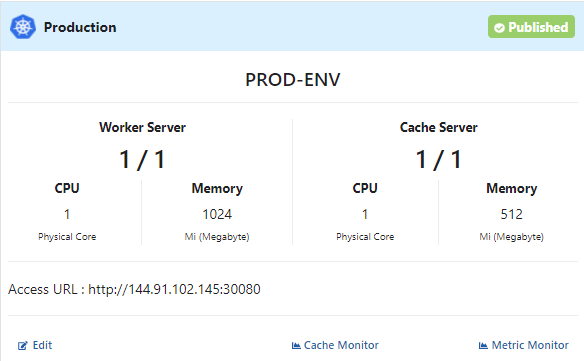 Production
Published
PROD-ENV
Worker Server
Cache Server
1 / 1
1 / 1
CPU
Memory
CPU
Memory
1
1024
1
512
Physical Core
Mi (Megabyte)
Physical Core
Mi (Megabyte)
Access URL : http://144.91.102.145:30080
Edit
Cache Monitor
Metric Monitor